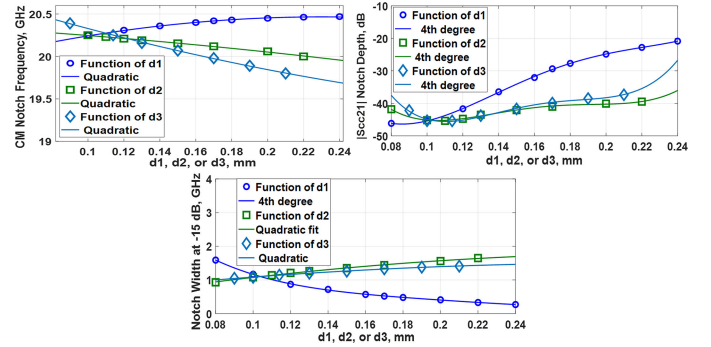 CM Notch Frequency, GHz
20.5
20
19.5
19
Function of d1
Quadratic
Function of d2
Quadratic
Function of d3
Quadratic
0.1 0.12 0.14 0.16 0.18 0.2 0.22 0.24
d1, d2, or d3, mm
|Scc21| Notch Depth, dB
-10
-20
-30
-40
-50
Function of d1
4th degree
Function of d2
4th degree
Function of d3
4th degree
0.08 0.1 0.12 0.14 0.16 0.18 0.2 0.22 0.24
d1, d2, or d3, mm
Notch Width at -15 dB, GHz
4
3
2
1
0
Function of d1
4th degree
Function of d2
Quadratic fit
Function of d3
Quadratic
0.08 0.1 0.12 0.14 0.16 0.18 0.2 0.22 0.24
d1, d2, or d3, mm